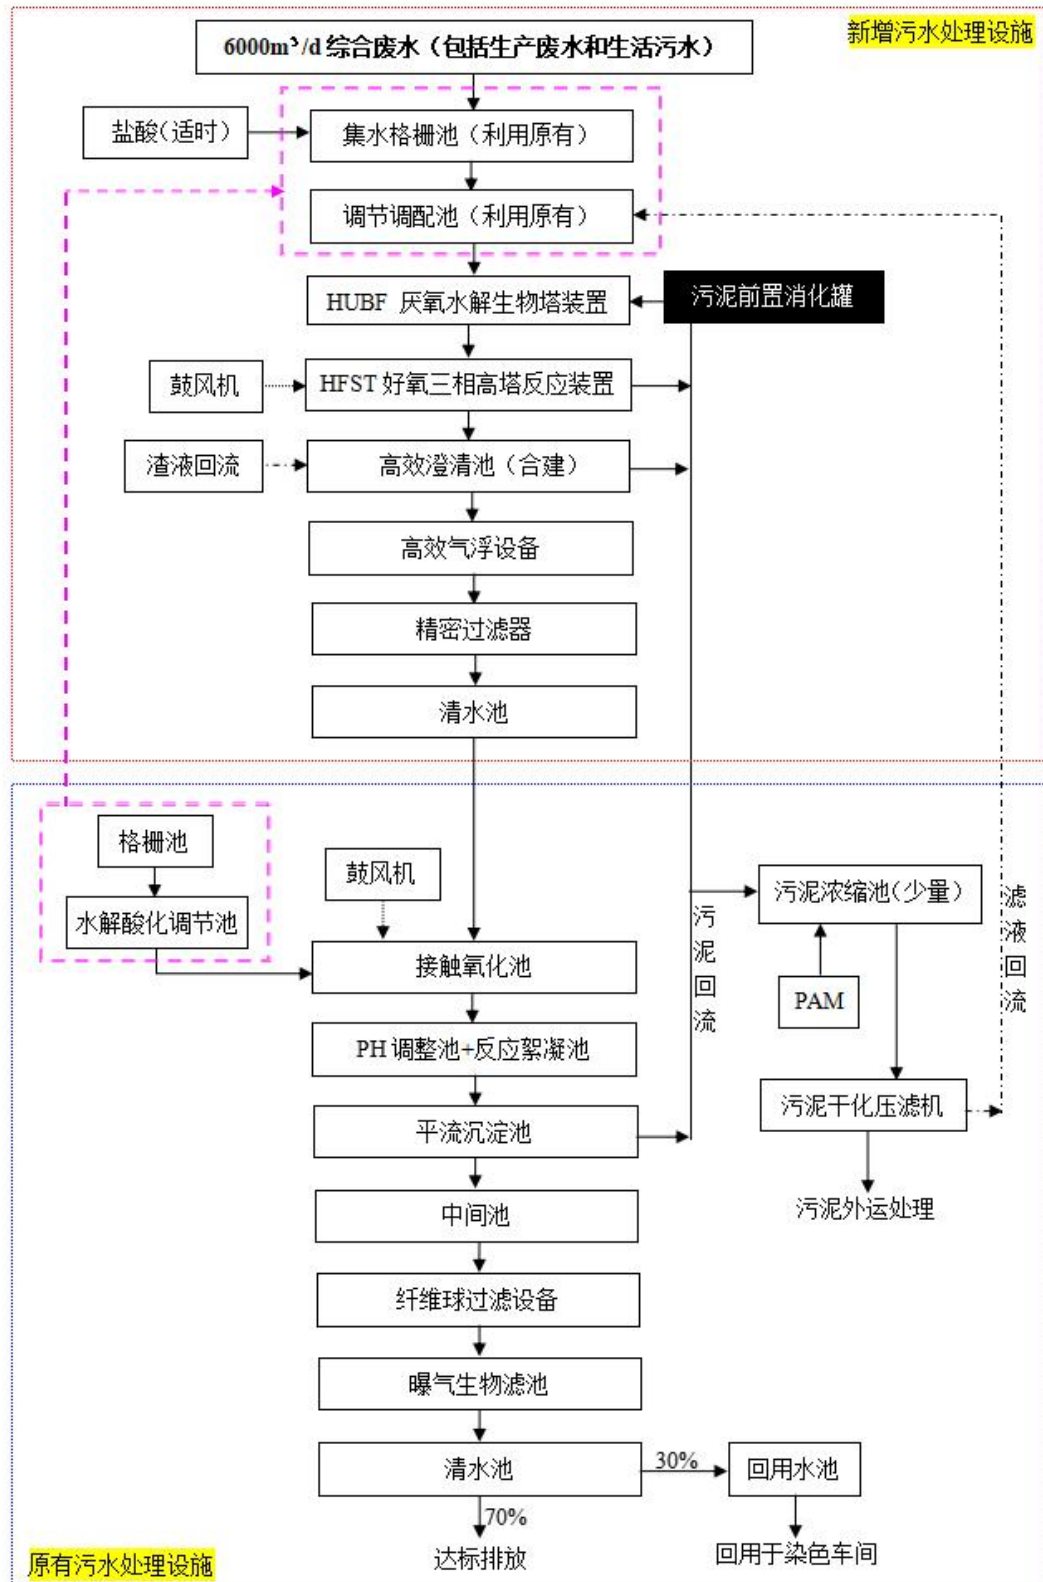 6000m³/d 综合废水（包括生产废水和生活污水）
新增污水处理设施
盐酸（适时）
集水格栅池（利用原有）
调节调配池（利用原有）
HUBF 厌氧水解生物塔装置
污泥前置消化罐
鼓风机
HFST 好氧三相高塔反应装置
渣液回流
高效澄清池（合建）
高效气浮设备
精密过滤器
清水池
格栅池
水解酸化调节池
鼓风机
接触氧化池
污泥回流
污泥浓缩池（少量）
滤液回流
PAM
PH 调整池+反应絮凝池
平流沉淀池
污泥干化压滤机
污泥外运处理
中间池
纤维球过滤设备
曝气生物滤池
清水池
30%
回用水池
70%
达标排放
回用于染色车间
原有污水处理设施